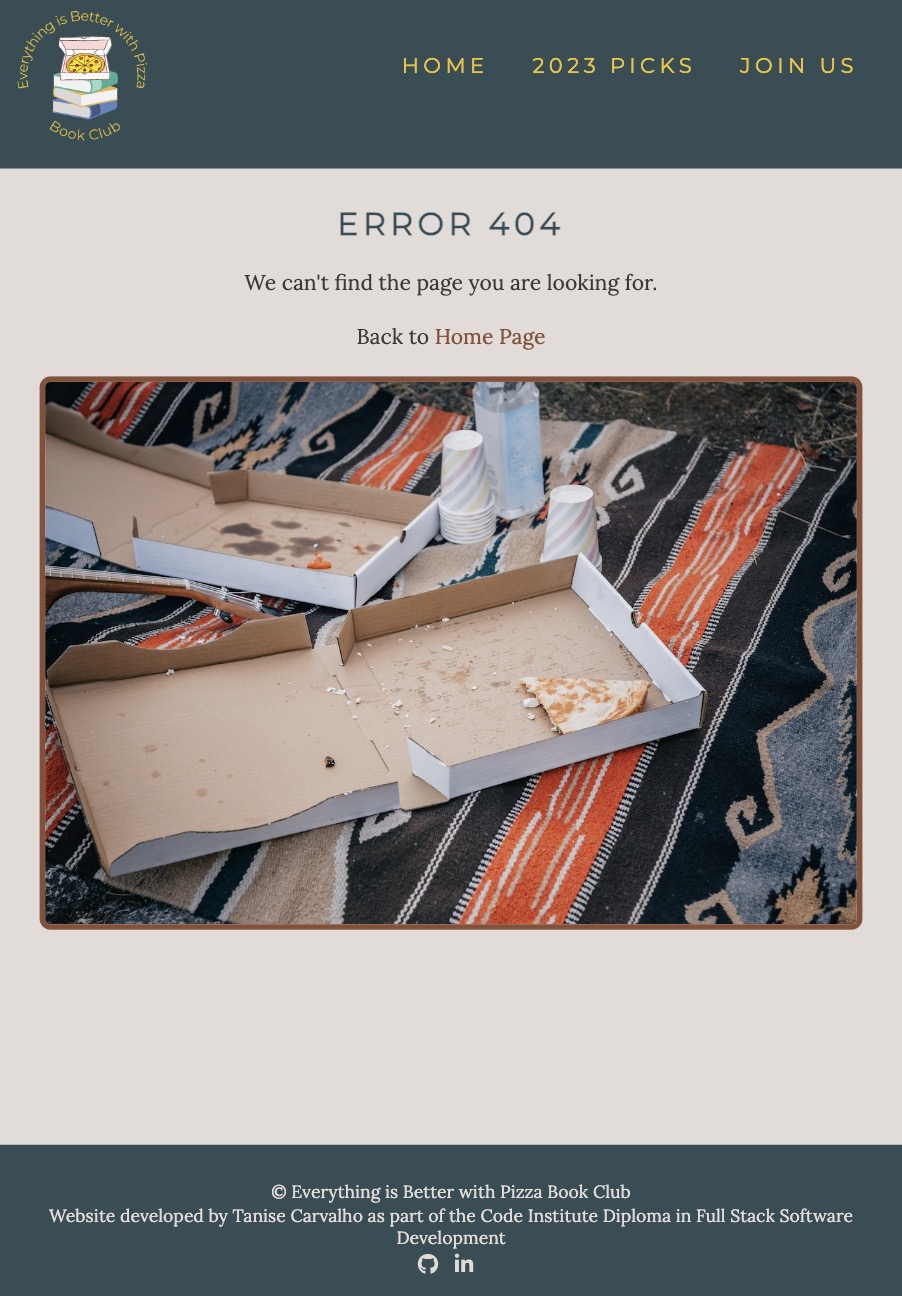 Everything is Better with Pizza
Book Club
HOME 2023 PICKS JOIN US
ERROR 404
We can't find the page you are looking for.
Back to Home Page
© Everything is Better with Pizza Book Club
Website developed by Tanise Carvalho as part of the Code Institute Diploma in Full Stack Software
Development
in